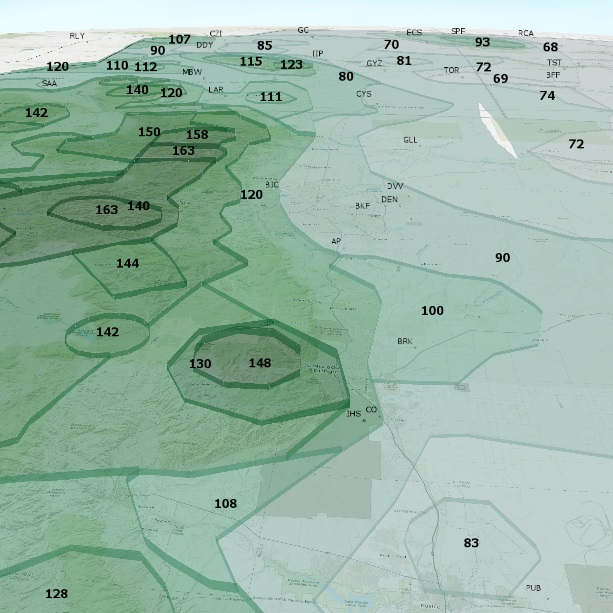 GC
SPF
RCA
ECS
RLY
CZI
107
DDY
90
85
70
93
68
IIP
115
123
GYZ
81
TST
120
110
112
MBW
80
TOR
72
69
BFF
SAA
140
120
LAR
111
CYS
74
142
150
158
163
GLL
72
120
BJC
DVV
DEN
BKF
163
140
AP
90
144
100
142
BRK
130
148
IHS
CO
108
83
128
PUB